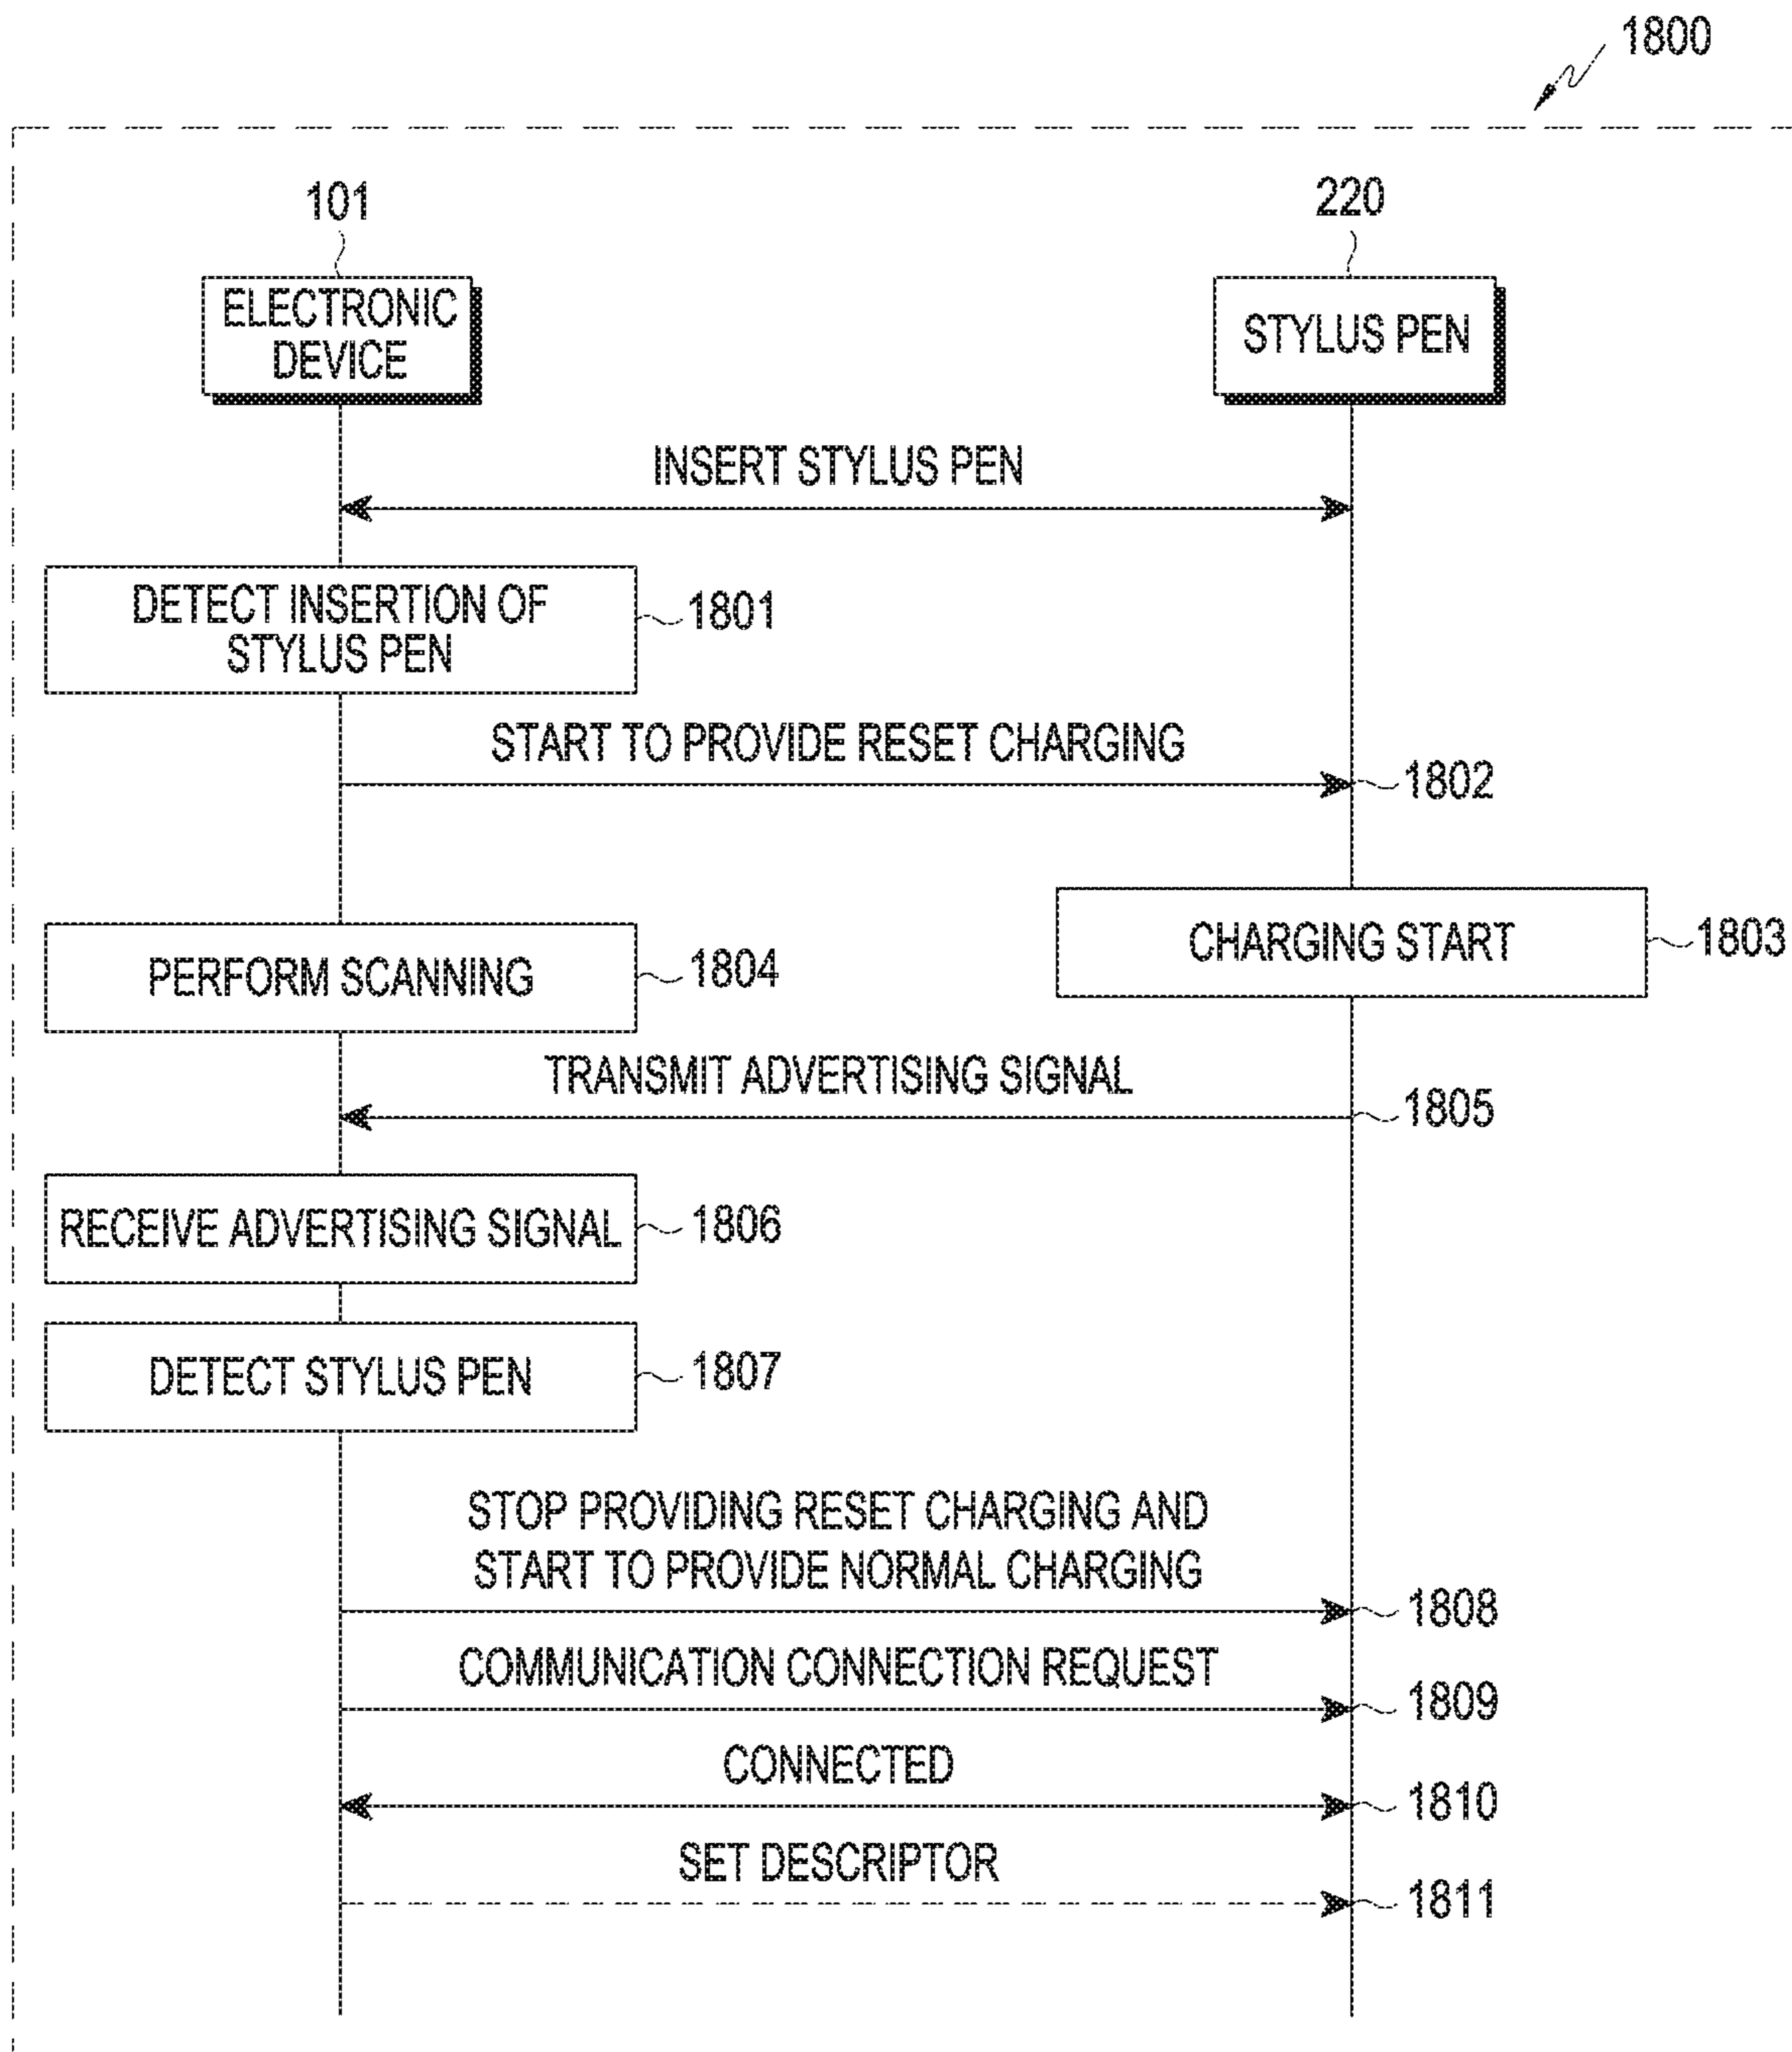 1800
101
220
ELECTRONIC
DEVICE
STYLUS PEN
INSERT STYLUS PEN
DETECT INSERTION OF
STYLUS PEN
1801
START TO PROVIDE RESET CHARGING
1802
CHARGING START
1803
PERFORM SCANNING
1804
TRANSMIT ADVERTISING SIGNAL
1805
RECEIVE ADVERTISING SIGNAL
1806
DETECT STYLUS PEN
1807
STOP PROVIDING RESET CHARGING AND
START TO PROVIDE NORMAL CHARGING
1808
COMMUNICATION CONNECTION REQUEST
1809
CONNECTED
1810
SET DESCRIPTOR
1811